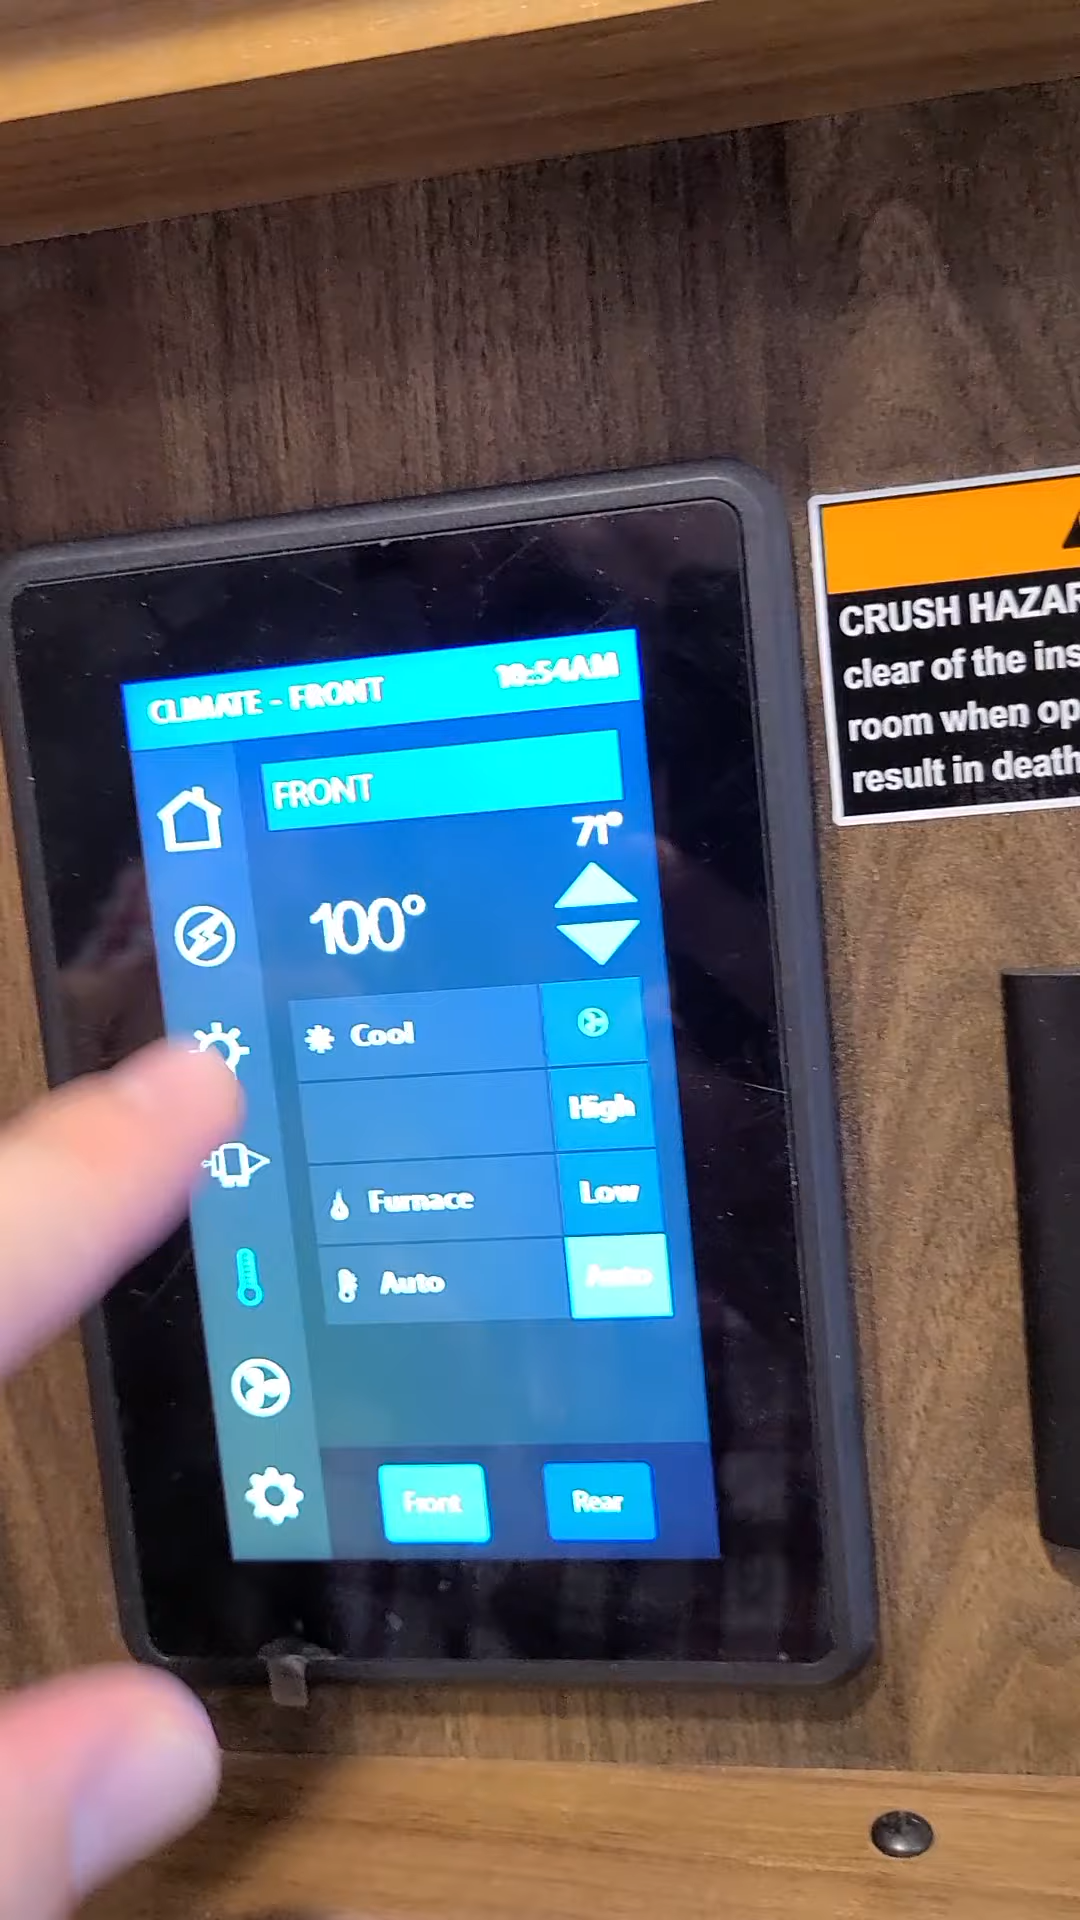 CLIMATE - FRONT
10:54AM
FRONT
71°
100°
Cool
High
Furnace
Low
Auto
Auto
Front
Rear
CRUSH HAZAR
clear of the ins
room when op
result in death